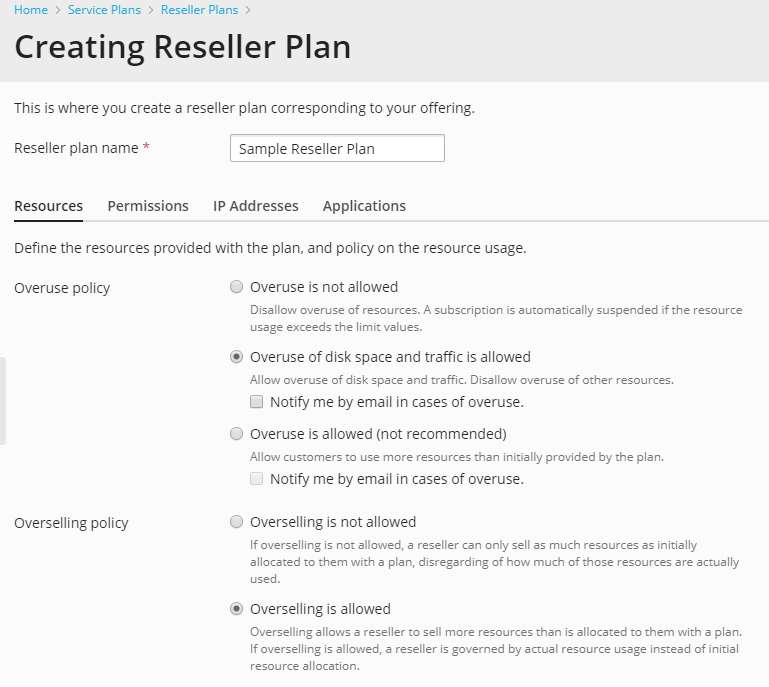 Home > Service Plans > Reseller Plans >
Creating Reseller Plan
This is where you create a reseller plan corresponding to your offering.
Reseller plan name * Sample Reseller Plan
Resources Permissions IP Addresses Applications
Define the resources provided with the plan, and policy on the resource usage.
Overuse policy Overuse is not allowed
Disallow overuse of resources. A subscription is automatically suspended if the resource
usage exceeds the limit values.
Overuse of disk space and traffic is allowed
Allow overuse of disk space and traffic. Disallow overuse of other resources.
Notify me by email in cases of overuse.
Overuse is allowed (not recommended)
Allow customers to use more resources than initially provided by the plan.
Notify me by email in cases of overuse.
Overselling policy Overselling is not allowed
If overselling is not allowed, a reseller can only sell as much resources as initially
allocated to them with a plan, disregarding of how much of those resources are actually
used.
Overselling is allowed
Overselling allows a reseller to sell more resources than is allocated to them with a plan.
If overselling is allowed, a reseller is governed by actual resource usage instead of initial
resource allocation.